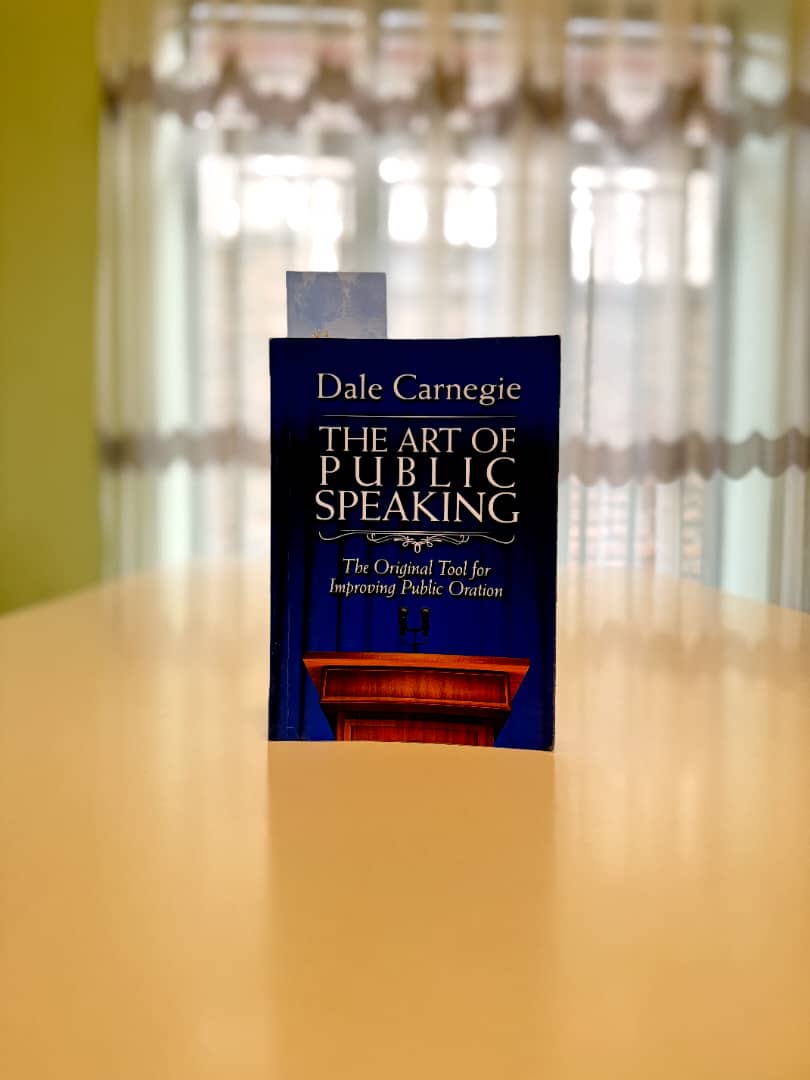 Dale Carnegie
THE ART OF
PUBLIC
SPEAKING
The Original Tool for
Improving Public Oration